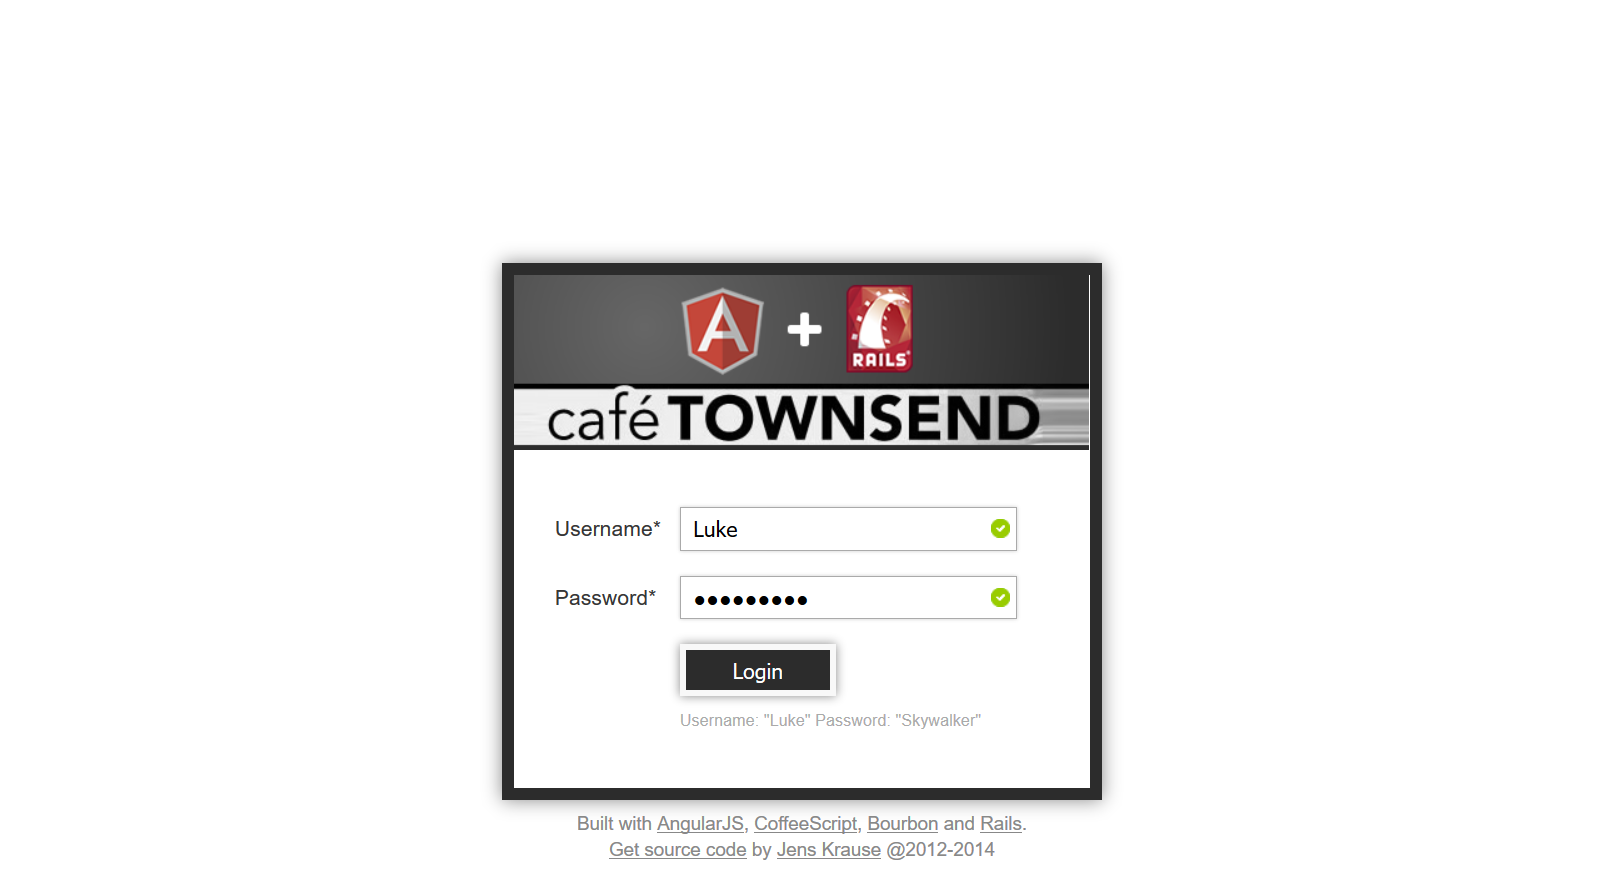 RAILS
café TOWNSEND
Username* Luke
Password* ●●●●●●●●●
Login
Username: "Luke" Password: "Skywalker"
Built with AngularJS, CoffeeScript, Bourbon and Rails.
Get source code by Jens Krause @2012-2014